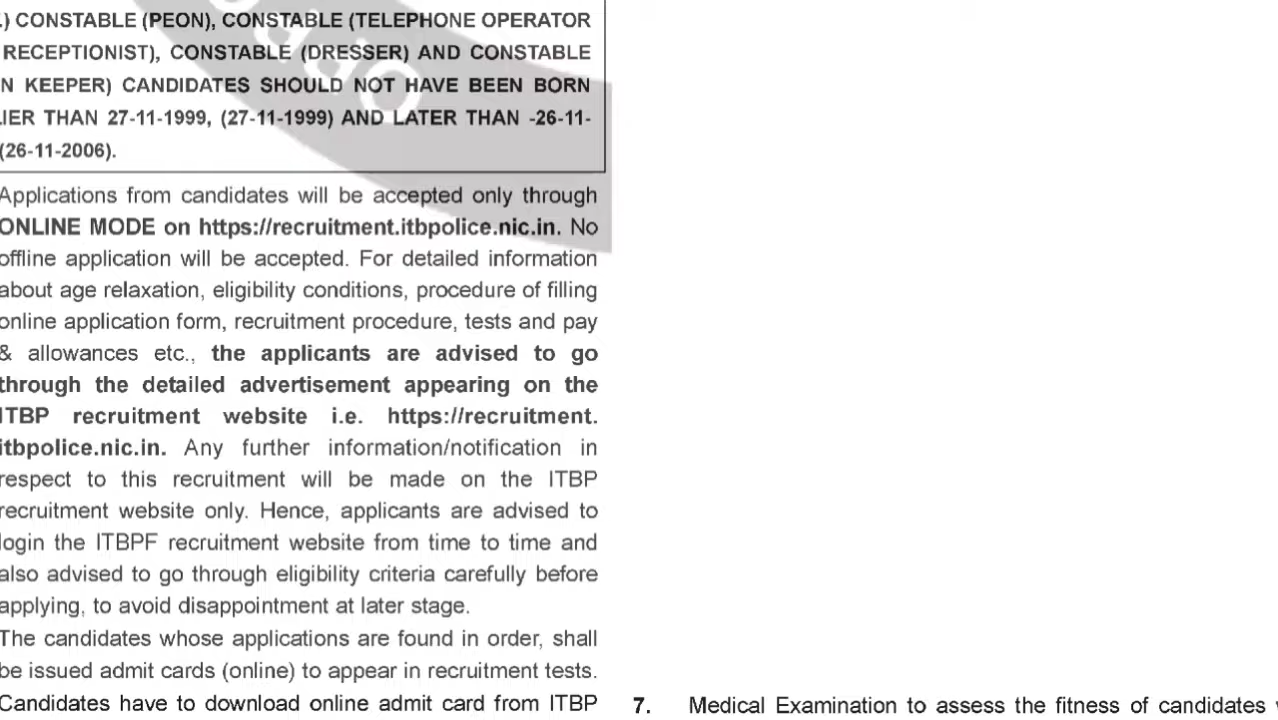 .) CONSTABLE (PEON), CONSTABLE (TELEPHONE OPERATOR
RECEPTIONIST), CONSTABLE (DRESSER) AND CONSTABLE
N KEEPER) CANDIDATES SHOULD NOT HAVE BEEN BORN
LIER THAN 27-11-1999, (27-11-1999) AND LATER THAN -26-11-
(26-11-2006).
Applications from candidates will be accepted only through
ONLINE MODE on https://recruitment.itbpolice.nic.in. No
offline application will be accepted. For detailed information
about age relaxation, eligibility conditions, procedure of filling
online application form, recruitment procedure, tests and pay
& allowances etc., the applicants are advised to go
through the detailed advertisement appearing on the
ITBP recruitment website i.e. https://recruitment.
itbpolice.nic.in. Any further information/notification in
respect to this recruitment will be made on the ITBP
recruitment website only. Hence, applicants are advised to
login the ITBPF recruitment website from time to time and
also advised to go through eligibility criteria carefully before
applying, to avoid disappointment at later stage.
The candidates whose applications are found in order, shall
be issued admit cards (online) to appear in recruitment tests.
Candidates have to download online admit card from ITBP
7. Medical Examination to assess the fitness of candidates